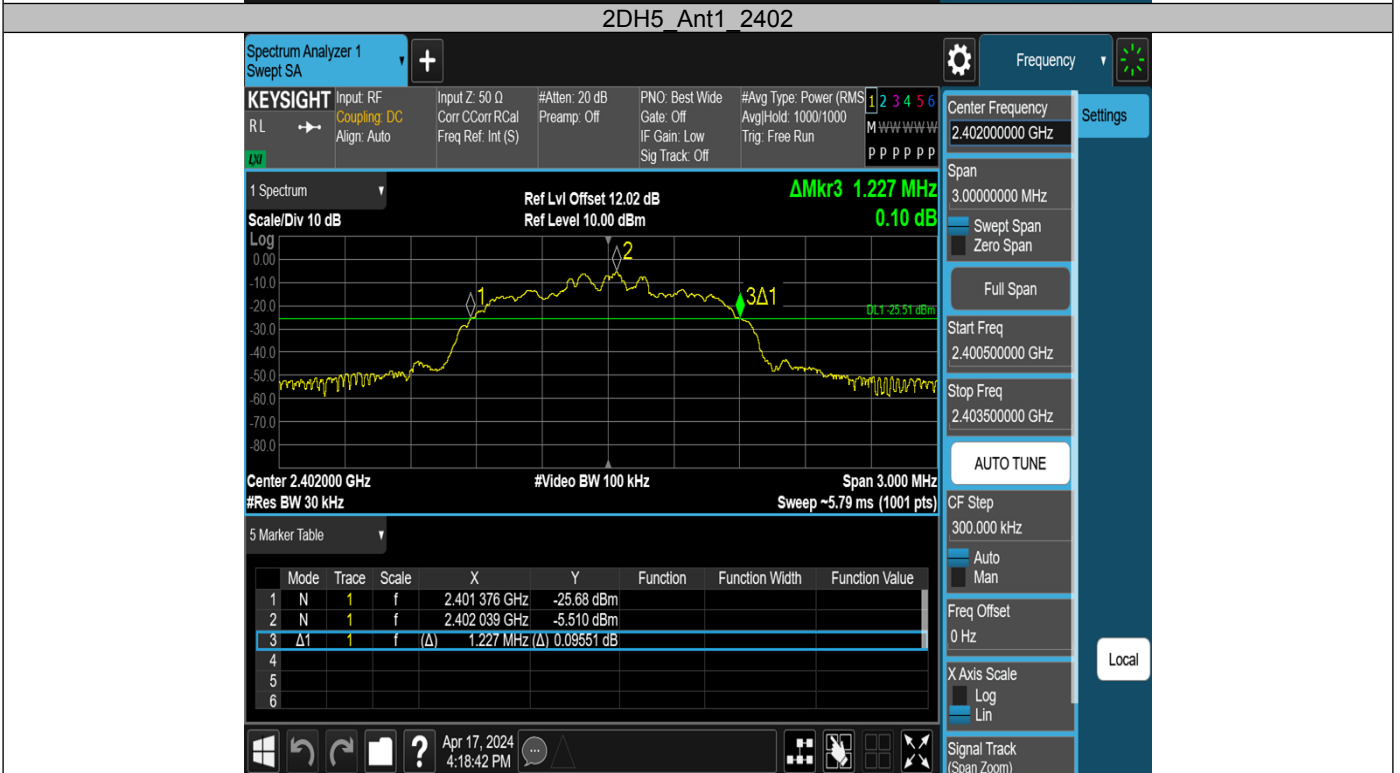 2DH5_Ant1_2402
Spectrum Analyzer 1
Swept SA
+
Frequency
KEYSIGHT
R L
LXI
Input: RF
Coupling: DC
Align: Auto
Input Z: 50 Ω
Corr CCorr RCal
Freq Ref: Int (S)
#Atten: 20 dB
Preamp: Off
PNO: Best Wide
Gate: Off
IF Gain: Low
Sig Track: Off
#Avg Type: Power (RMS
Avg|Hold: 1000/1000
Trig: Free Run
1 2 3 4 5 6
M W W W W W
P P P P P P
1 Spectrum
Scale/Div 10 dB
Ref Lvl Offset 12.02 dB
Ref Level 10.00 dBm
ΔMkr3 1.227 MHz
0.10 dB
Log
0.00
-10.0
-20.0
-30.0
-40.0
-50.0
-60.0
-70.0
-80.0
1
2
3Δ1
DL1 -25.51 dBm
Center 2.402000 GHz
#Res BW 30 kHz
#Video BW 100 kHz
Span 3.000 MHz
Sweep ~5.79 ms (1001 pts)
5 Marker Table
Mode Trace Scale X Y Function Function Width Function Value
1 N 1 f 2.401 376 GHz -25.68 dBm
2 N 1 f 2.402 039 GHz -5.510 dBm
3 Δ1 1 f (Δ) 1.227 MHz (Δ) 0.09551 dB
4
5
6
?
Apr 17, 2024
4:18:42 PM
Center Frequency
2.402000000 GHz
Settings
Span
3.00000000 MHz
Swept Span
Zero Span
Full Span
Start Freq
2.400500000 GHz
Stop Freq
2.403500000 GHz
AUTO TUNE
CF Step
300.000 kHz
Auto
Man
Freq Offset
0 Hz
X Axis Scale
Log
Lin
Local
Signal Track
(Span Zoom)